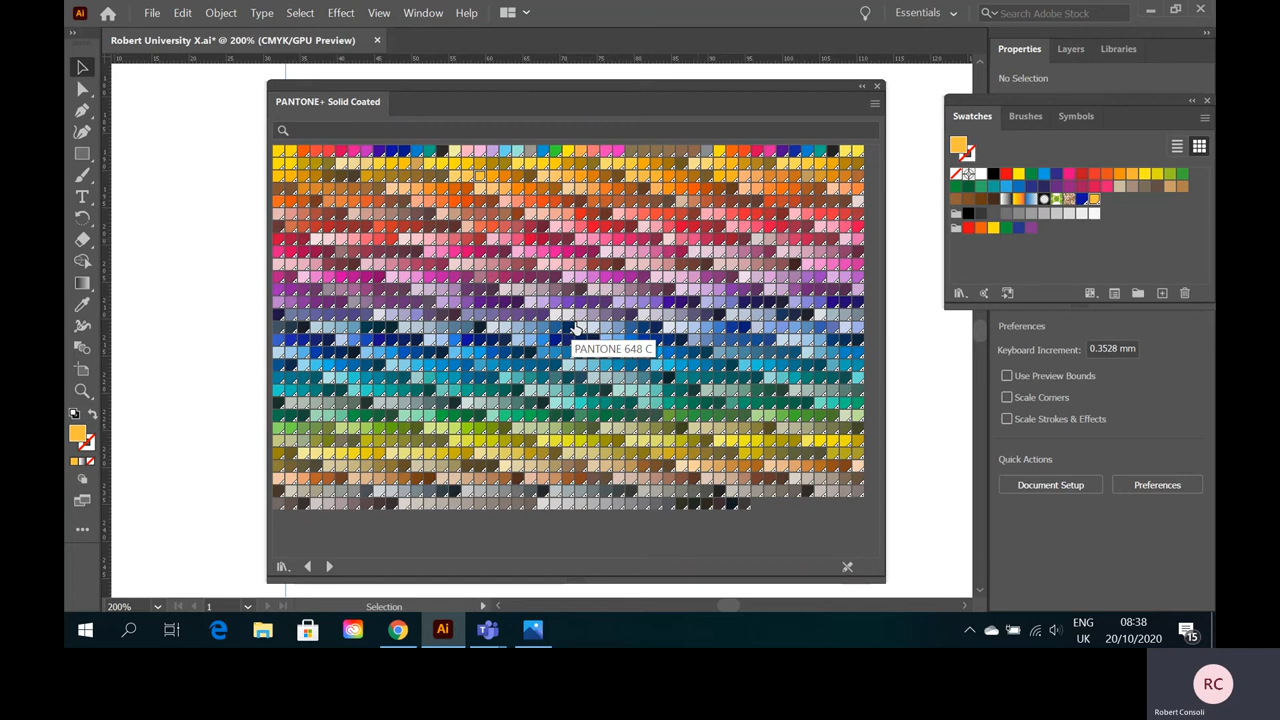 Ai File Edit Object Type Select Effect View Window Help Essentials Search Adobe Stock
Robert University X.ai* @ 200% (CMYK/GPU Preview)
Properties Layers Libraries
No Selection
PANTONE+ Solid Coated
Swatches Brushes Symbols
PANTONE 648 C
Preferences
Keyboard Increment: 0.3528 mm
Use Preview Bounds
Scale Corners
Scale Strokes & Effects
Quick Actions
Document Setup Preferences
200% 1 Selection
Ai
ENG
UK
08:38
20/10/2020
15
RC
Robert Consoli